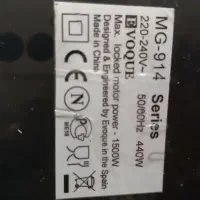 MG-914 Series
220-240V~ 50/60Hz 440W
EVOQUE
Max. locked motor power - 1500W
Made in Chirs
Designed & Engineered by Evoque in the Spain